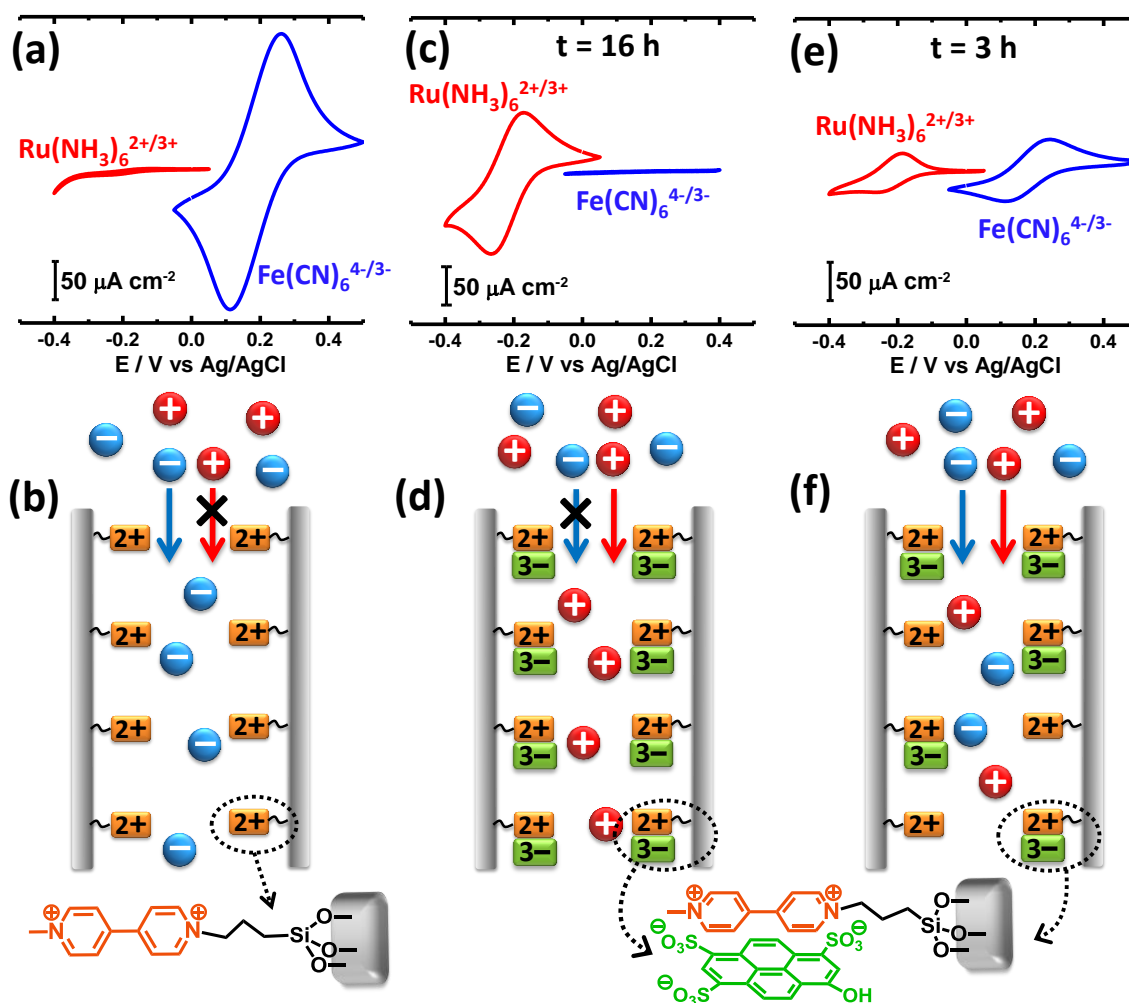 (a)
Ru(NH₃)₆²⁺/³⁺
50 μA cm⁻²
Fe(CN)₆⁴⁻/³⁻
-0.4 -0.2 0.0 0.2 0.4
E / V vs Ag/AgCl
(c)
t = 16 h
Ru(NH₃)₆²⁺/³⁺
Fe(CN)₆⁴⁻/³⁻
50 μA cm⁻²
-0.4 -0.2 0.0 0.2 0.4
E / V vs Ag/AgCl
(e)
t = 3 h
Ru(NH₃)₆²⁺/³⁺
Fe(CN)₆⁴⁻/³⁻
50 μA cm⁻²
-0.4 -0.2 0.0 0.2 0.4
E / V vs Ag/AgCl
(b)
2+ 2+
2+ 2+
2+ 2+
2+ 2+
(d)
2+ 2+
3− 3−
2+ 2+
3− 3−
2+ 2+
3− 3−
2+ 2+
3− 3−
(f)
2+ 2+
3− 3−
2+ 2+
3−
2+ 2+
3−
2+ 2+
3−
⊕ ⊕
N N
Si
O
O
O
⊕ ⊕
N N
Si
O
O
O
⊖ SO₃ SO₃ ⊖
⊖ O₃S
SO₃
OH